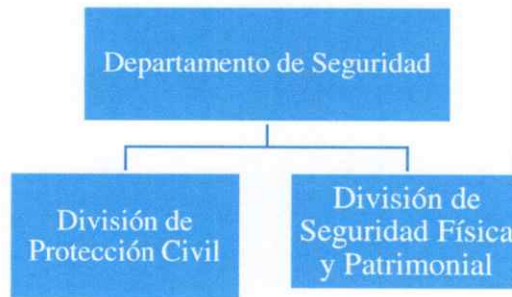 Departamento de Seguridad
División de
Protección Civil
División de
Seguridad Física
y Patrimonial